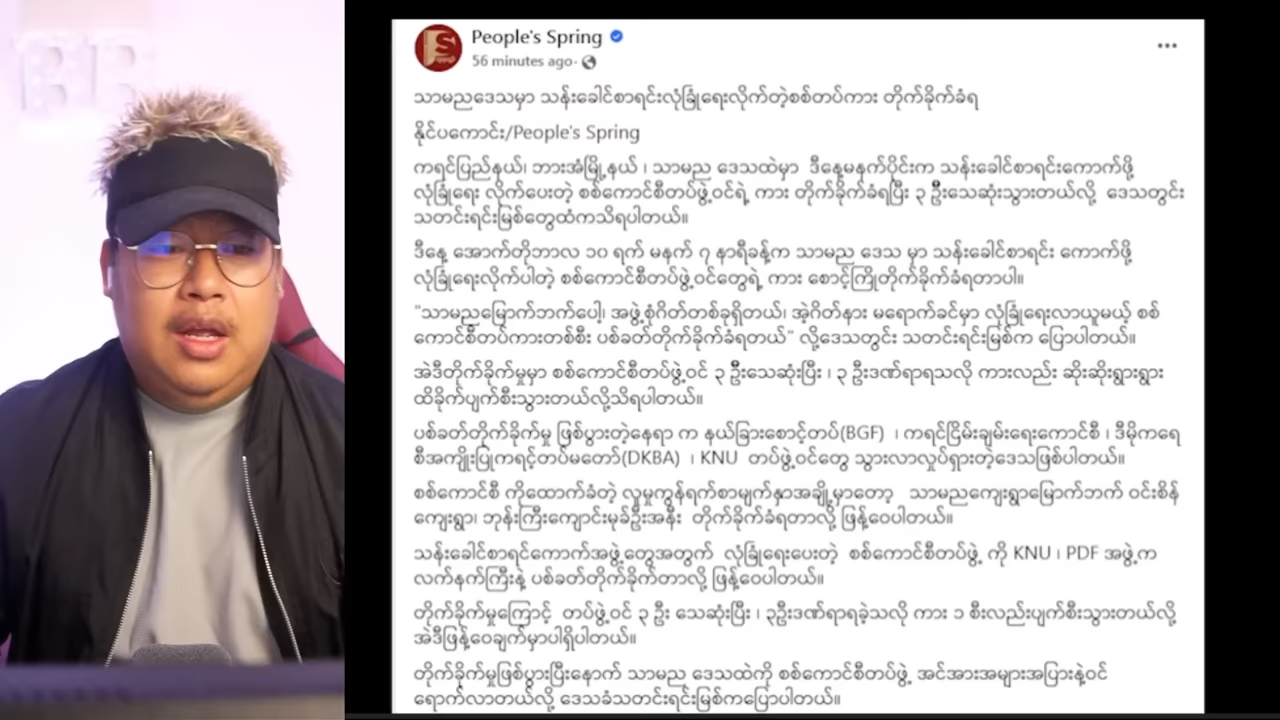 BR
People's Spring
56 minutes ago
သာမညဒေသမှာ သန်းခေါင်စာရင်းလုံခြုံရေးလိုက်တဲ့စစ်တပ်ကား တိုက်ခိုက်ခံရ
နိုင်ပကောင်း/People's Spring
ကရင်ပြည်နယ်၊ ဘားအံမြို့နယ် ၊ သာမည ဒေသထဲမှာ ဒီနေ့မနက်ပိုင်းက သန်းခေါင်စာရင်းကောက်ဖို့
လုံခြုံရေး လိုက်ပေးတဲ့ စစ်ကောင်စီတပ်ဖွဲ့ဝင်ရဲ့ ကား တိုက်ခိုက်ခံရပြီး ၃ ဦးသေဆုံးသွားတယ်လို့ ဒေသတွင်း
သတင်းရင်းမြစ်တွေထံကသိရပါတယ်။
ဒီနေ့ အောက်တိုဘာလ ၁၀ ရက် မနက် ၇ နာရီခန့်က သာမည ဒေသ မှာ သန်းခေါင်စာရင်း ကောက်ဖို့
လုံခြုံရေးလိုက်ပါတဲ့ စစ်ကောင်စီတပ်ဖွဲ့ဝင်တွေရဲ့ ကား စောင့်ကြိုတိုက်ခိုက်ခံရတာပါ။
"သာမညမြောက်ဘက်ပေါ့၊ အဖွဲ့စုံဂိတ်တစ်ခုရှိတယ်၊ အဲ့ဂိတ်နား မရောက်ခင်မှာ လုံခြုံရေးလာယူမယ့် စစ်
ကောင်စီတပ်ကားတစ်စီး ပစ်ခတ်တိုက်ခိုက်ခံရတယ်" လို့ဒေသတွင်း သတင်းရင်းမြစ်က ပြောပါတယ်။
အဲဒီတိုက်ခိုက်မှုမှာ စစ်ကောင်စီတပ်ဖွဲ့ဝင် ၃ ဦးသေဆုံးပြီး ၊ ၃ ဦးဒဏ်ရာရသလို ကားလည်း ဆိုးဆိုးရွားရွား
ထိခိုက်ပျက်စီးသွားတယ်လို့သိရပါတယ်။
ပစ်ခတ်တိုက်ခိုက်မှု ဖြစ်ပွားတဲ့နေရာ က နယ်ခြားစောင့်တပ်(BGF) ၊ ကရင်ငြိမ်းချမ်းရေးကောင်စီ ၊ ဒီမိုကရေ
စီအကျိုးပြုကရင့်တပ်မတော်(DKBA) ၊ KNU တပ်ဖွဲ့ဝင်တွေ သွားလာလှုပ်ရှားတဲ့ဒေသဖြစ်ပါတယ်။
စစ်ကောင်စီ ကိုထောက်ခံတဲ့ လူမှုကွန်ရက်စာမျက်နှာအချို့မှာတော့ သာမညကျေးရွာမြောက်ဘက် ဝင်းစိန်
ကျေးရွာ၊ ဘုန်းကြီးကျောင်းမုခ်ဦးအနီး တိုက်ခိုက်ခံရတာလို့ ဖြန့်ဝေပါတယ်။
သန်းခေါင်စာရင်ကောက်အဖွဲ့တွေအတွက် လုံခြုံရေးပေးတဲ့ စစ်ကောင်စီတပ်ဖွဲ့ ကို KNU ၊ PDF အဖွဲ့က
လက်နက်ကြီးနဲ့ ပစ်ခတ်တိုက်ခိုက်တာလို့ ဖြန့်ဝေပါတယ်။
တိုက်ခိုက်မှုကြောင့် တပ်ဖွဲ့ဝင် ၃ ဦး သေဆုံးပြီး ၊ ၃ဦးဒဏ်ရာရခဲ့သလို ကား ၁ စီးလည်းပျက်စီးသွားတယ်လို့
အဲဒီဖြန့်ဝေချက်မှာပါရှိပါတယ်။
တိုက်ခိုက်မှုဖြစ်ပွားပြီးနောက် သာမည ဒေသထဲကို စစ်ကောင်စီတပ်ဖွဲ့ အင်အားအများအပြားနဲ့ဝင်
ရောက်လာတယ်လို့ ဒေသခံသတင်းရင်းမြစ်ကပြောပါတယ်။